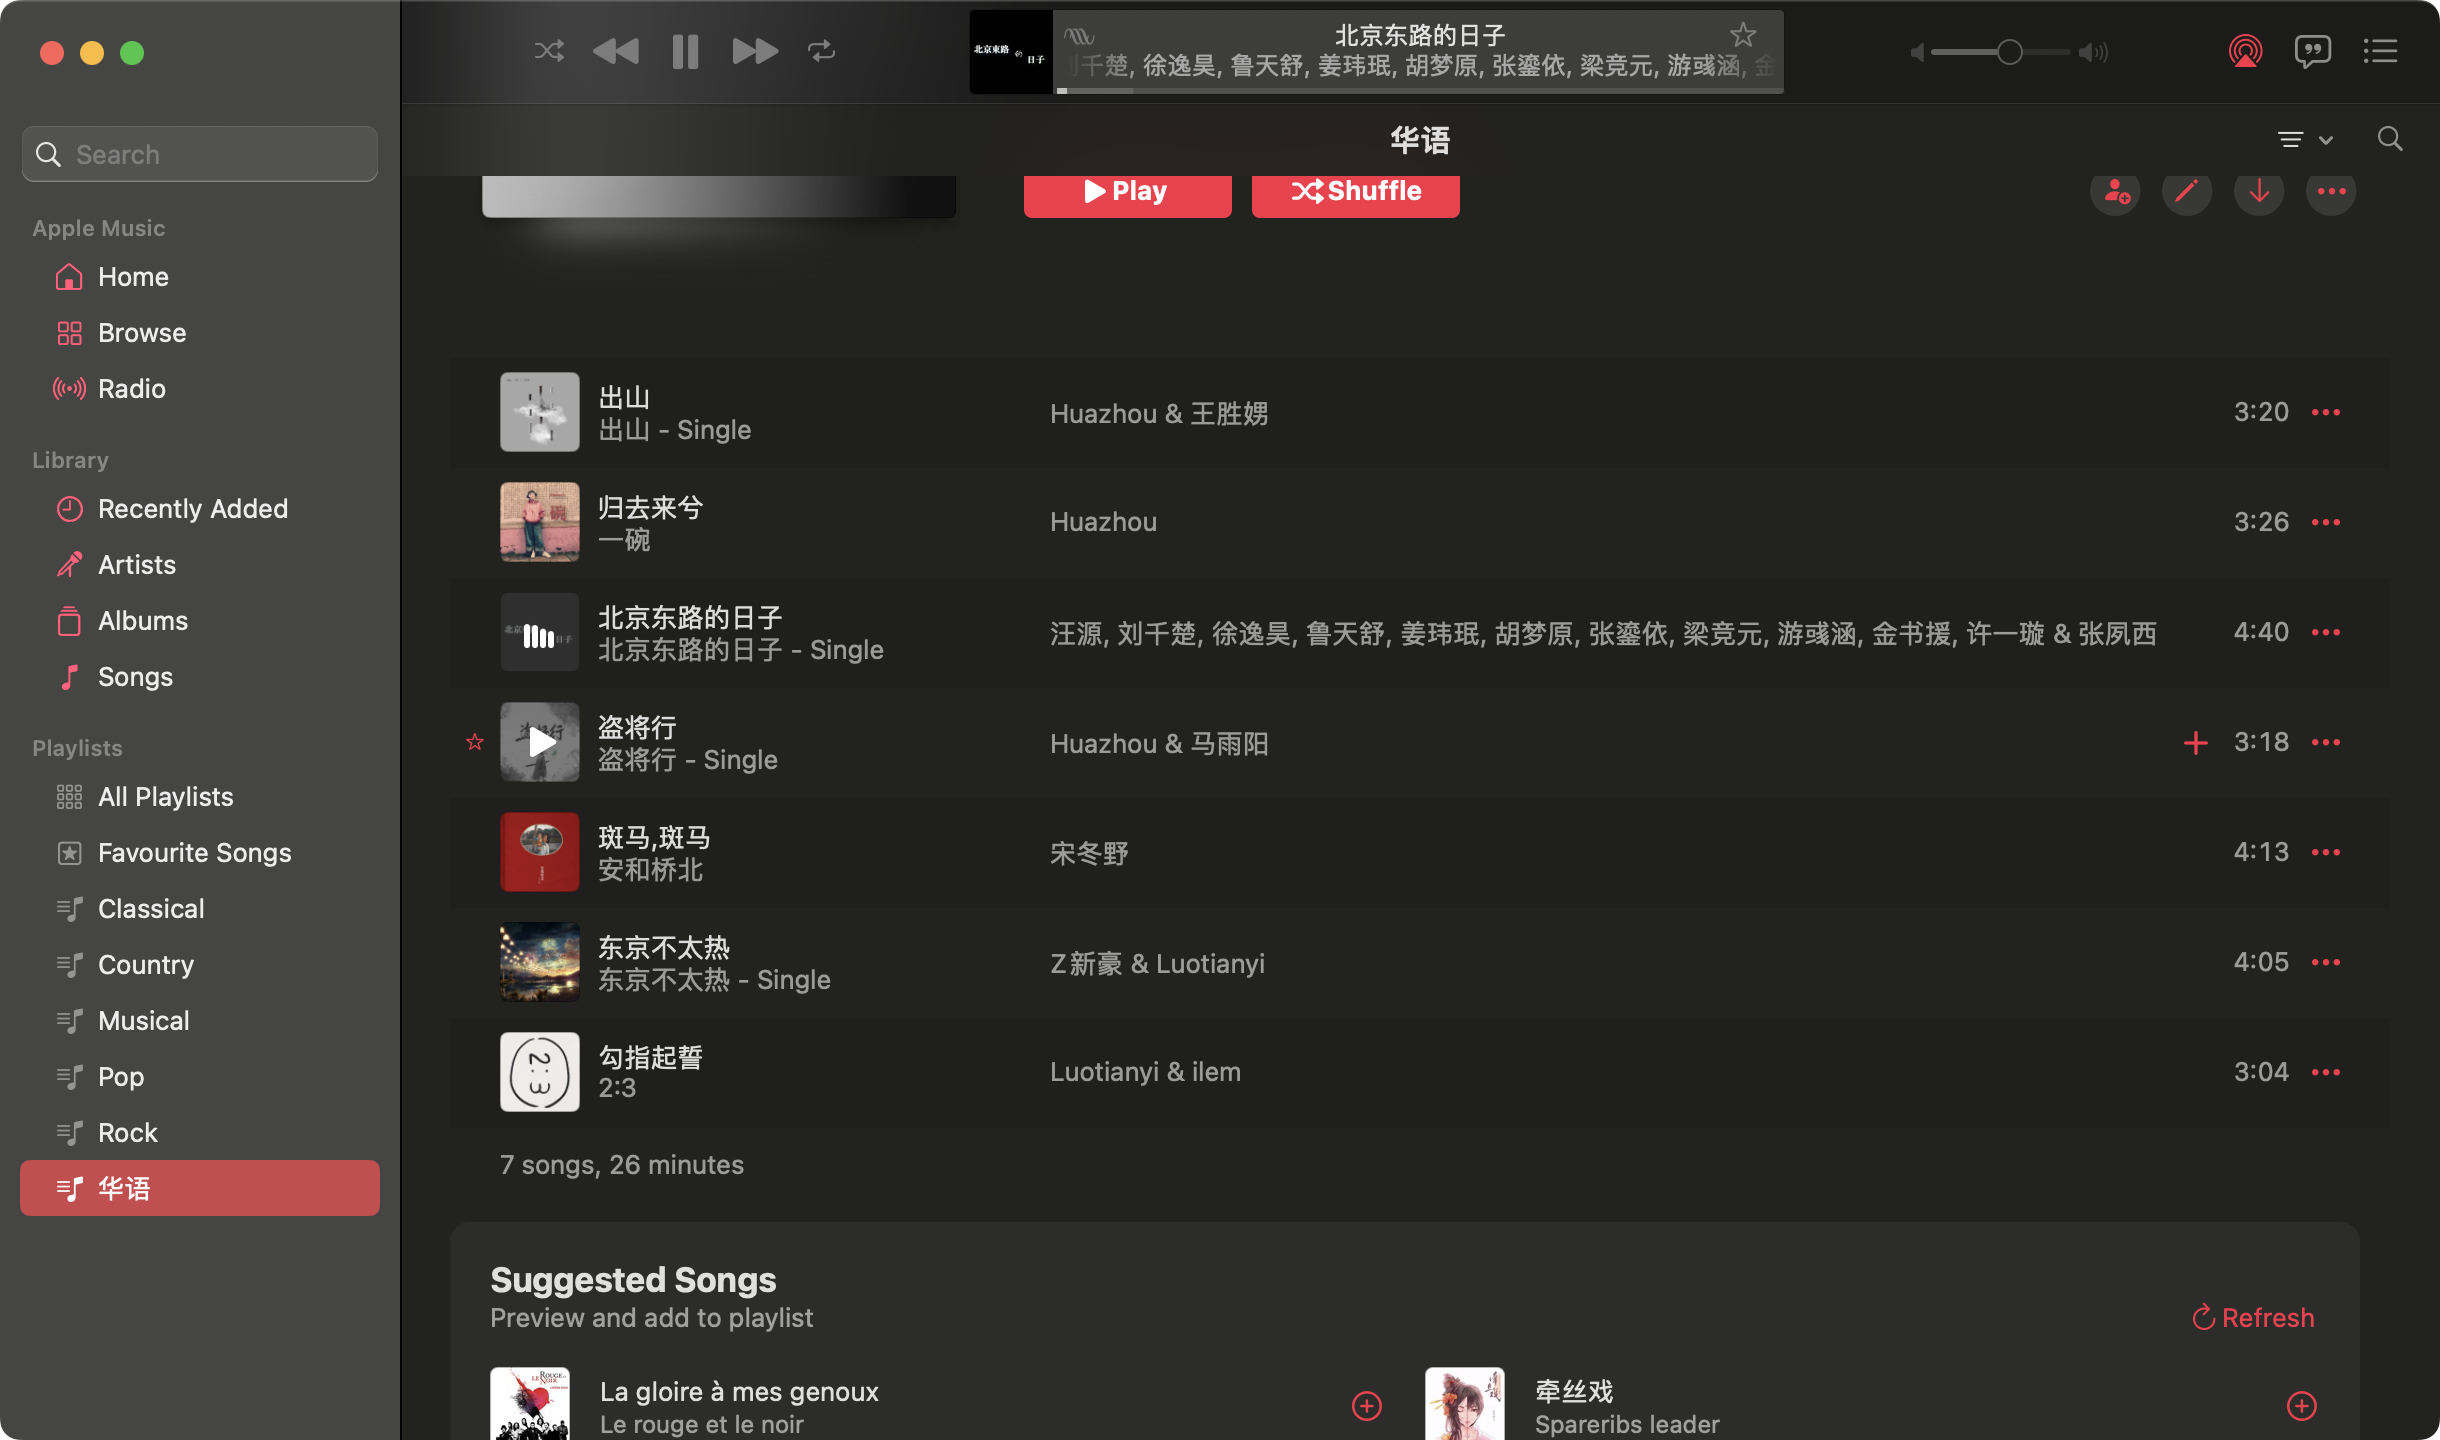 北京東路的日子
北京东路的日子
刘千楚, 徐逸昊, 鲁天舒, 姜玮珉, 胡梦原, 张鎏依, 梁竞元, 游彧涵, 金
Search
Apple Music
Home
Browse
Radio
Library
Recently Added
Artists
Albums
Songs
Playlists
All Playlists
Favourite Songs
Classical
Country
Musical
Pop
Rock
华语
华语
Play
Shuffle
出山
出山 – Single
Huazhou & 王胜娚
3:20
归去来兮
一碗
Huazhou
3:26
北京东路的日子
北京东路的日子 – Single
汪源, 刘千楚, 徐逸昊, 鲁天舒, 姜玮珉, 胡梦原, 张鎏依, 梁竞元, 游彧涵, 金书援, 许一璇 & 张夙西
4:40
盗将行
盗将行 – Single
Huazhou & 马雨阳
3:18
斑马,斑马
安和桥北
宋冬野
4:13
东京不太热
东京不太热 – Single
Z新豪 & Luotianyi
4:05
勾指起誓
2:3
Luotianyi & ilem
3:04
7 songs, 26 minutes
Suggested Songs
Preview and add to playlist
Refresh
La gloire à mes genoux
Le rouge et le noir
牵丝戏
Spareribs leader